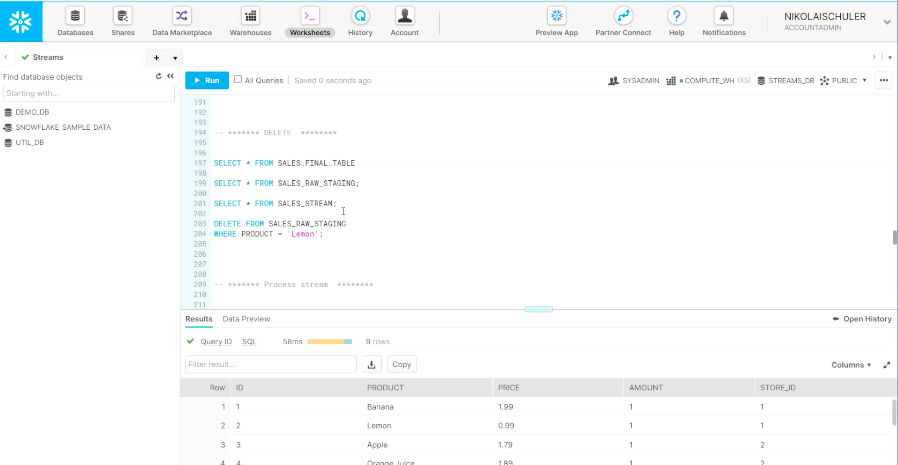 Databases Shares Data Marketplace Warehouses Worksheets History Account Preview App Partner Connect Help Notifications
NIKOLAISCHULER
ACCOUNTADMIN
Streams
Find database objects
Starting with...
DEMO_DB
SNOWFLAKE_SAMPLE_DATA
UTIL_DB
Run All Queries Saved 0 seconds ago SYSADMIN COMPUTE_WH (XS) STREAMS_DB PUBLIC
191
192
193
194 -- ******* DELETE ********
195
196
197 SELECT * FROM SALES_FINAL_TABLE
198
199 SELECT * FROM SALES_RAW_STAGING;
200
201 SELECT * FROM SALES_STREAM;
202
203 DELETE FROM SALES_RAW_STAGING
204 WHERE PRODUCT = 'Lemon';
205
206
207
208
209 -- ******* Process stream ********
210
211
Results Data Preview Open History
Query ID SQL 58ms 9 rows
Filter result... Copy Columns
Row ID PRODUCT PRICE AMOUNT STORE_ID
1 1 Banana 1.99 1 1
2 2 Lemon 0.99 1 1
3 3 Apple 1.79 1 2
4 4 Orange Juice 1.89 1 2